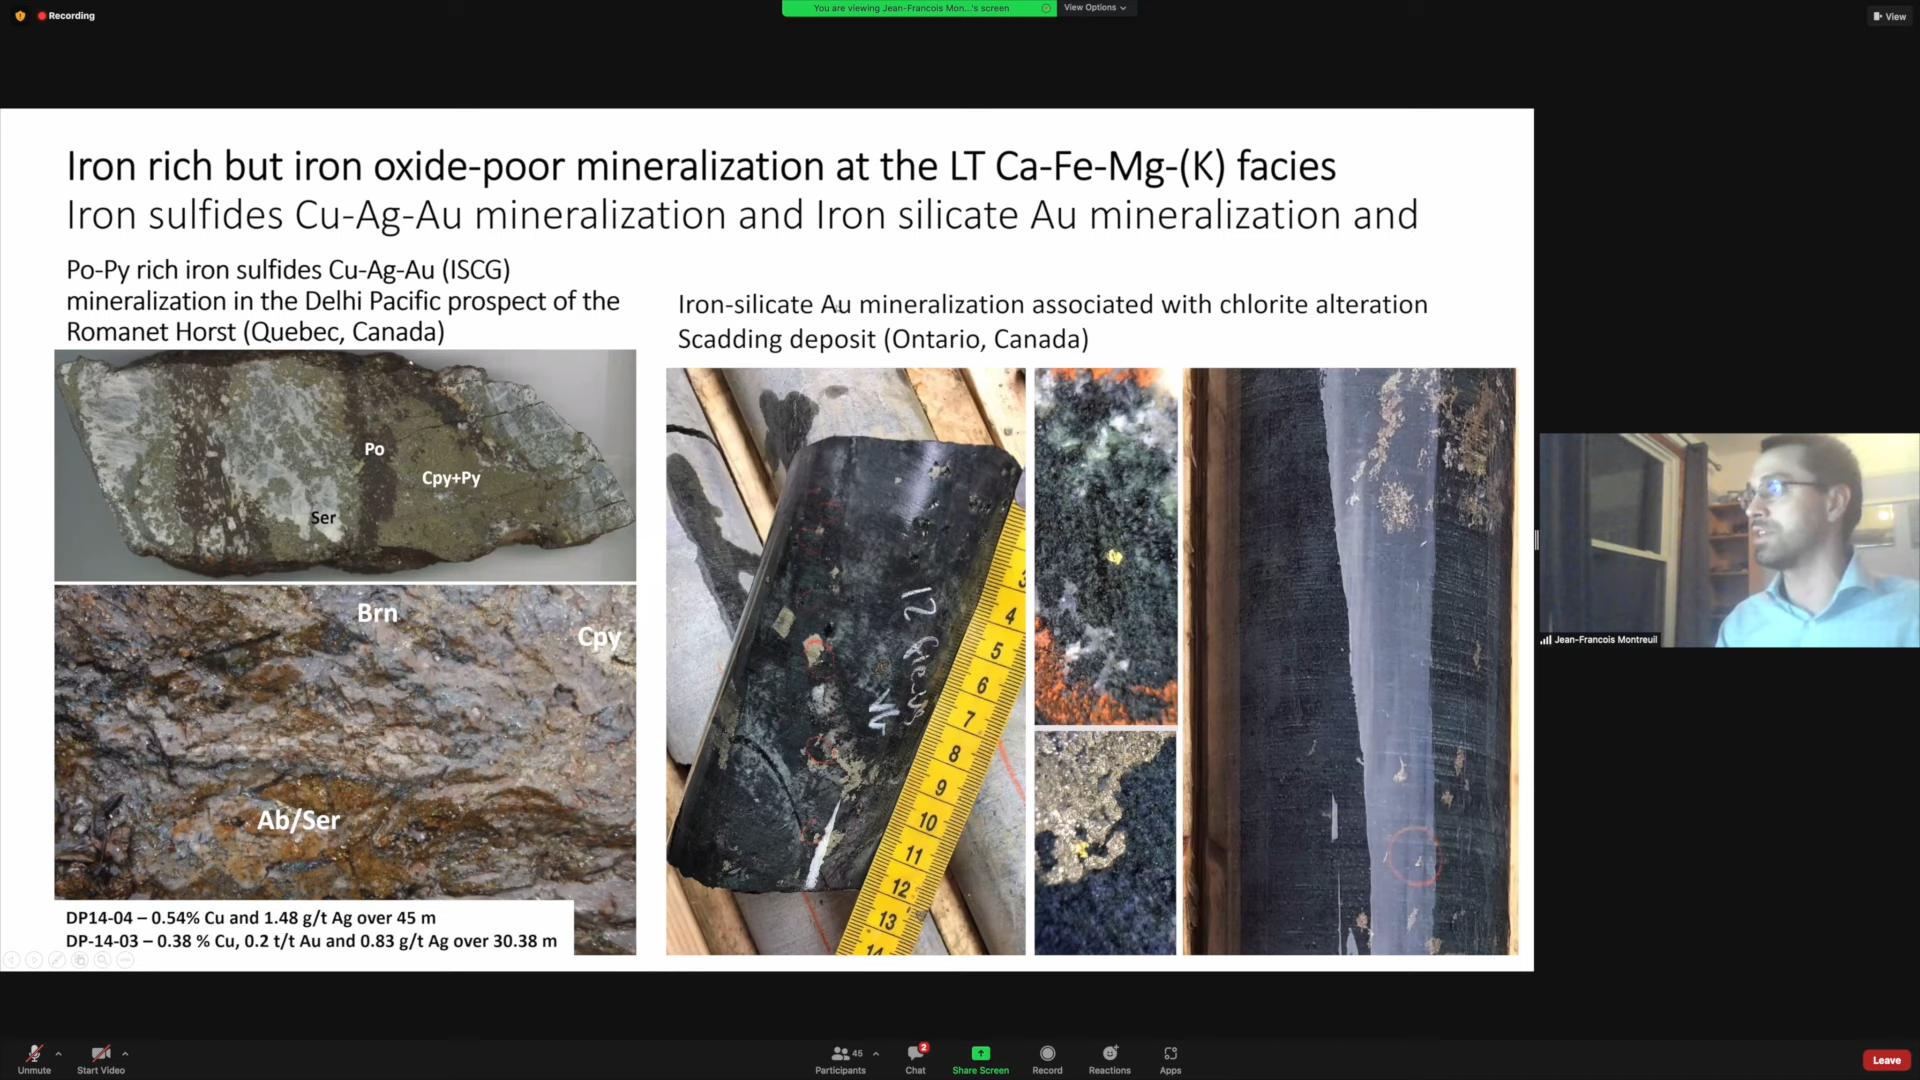 Recording
You are viewing Jean-Francois Mon...'s screen
View Options
View
Iron rich but iron oxide-poor mineralization at the LT Ca-Fe-Mg-(K) facies
Iron sulfides Cu-Ag-Au mineralization and Iron silicate Au mineralization and
Po-Py rich iron sulfides Cu-Ag-Au (ISCG)
mineralization in the Delhi Pacific prospect of the
Romanet Horst (Quebec, Canada)
Iron-silicate Au mineralization associated with chlorite alteration
Scadding deposit (Ontario, Canada)
Po
Cpy+Py
Ser
Brn
Cpy
Ab/Ser
DP14-04 – 0.54% Cu and 1.48 g/t Ag over 45 m
DP-14-03 – 0.38 % Cu, 0.2 t/t Au and 0.83 g/t Ag over 30.38 m
12
3
4
5
6
7
8
9
10
11
12
13
14
Jean-Francois Montreuil
Unmute
Start Video
45
Participants
2
Chat
Share Screen
Record
Reactions
Apps
Leave